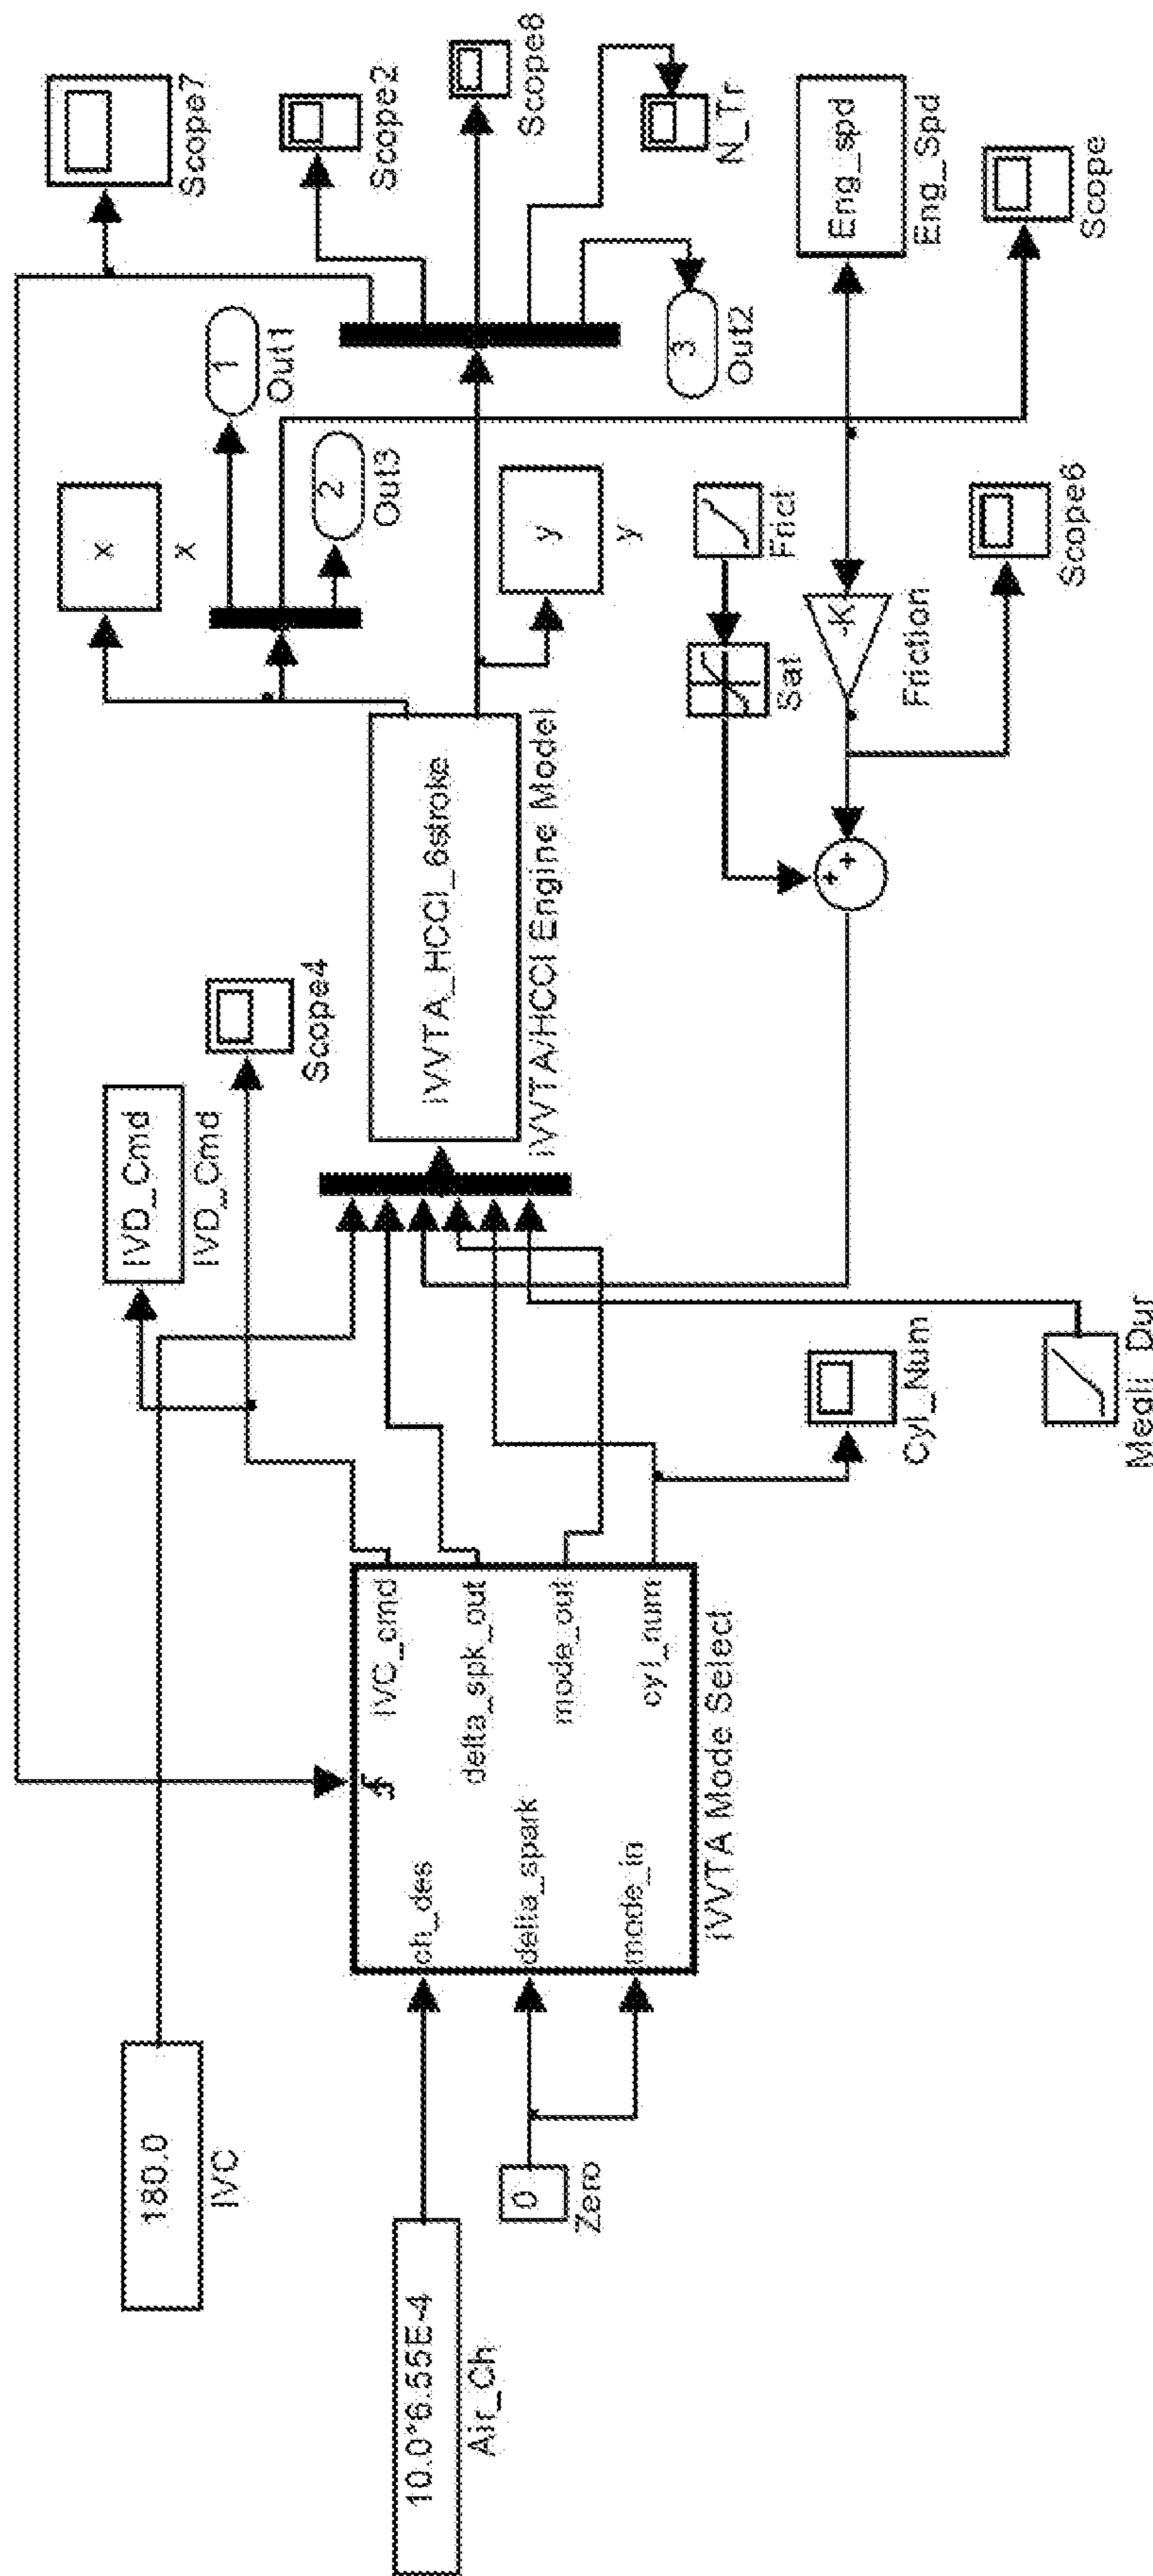 180.0
IVC
10.0*6.55E-4
Air_Ch
0
Zero
ch_des
delta_spark
mode_in
IVC_cmd
delta_spk_out
mode_out
cyl_num
iVVTA Mode Select
IVD_Cmd
IVD_Cmd
Scope4
Cyl_Num
Megli_Dur
iVVTA_HCCI_6stroke
iVVTA/HCCI Engine Model
x
x
1
Out1
2
Out3
y
y
Frict
Sat
-K
Friction
+
+
Scope6
Scope7
Scope2
Scope8
N_Tr
3
Out2
Eng_spd
Eng_Spd
Scope